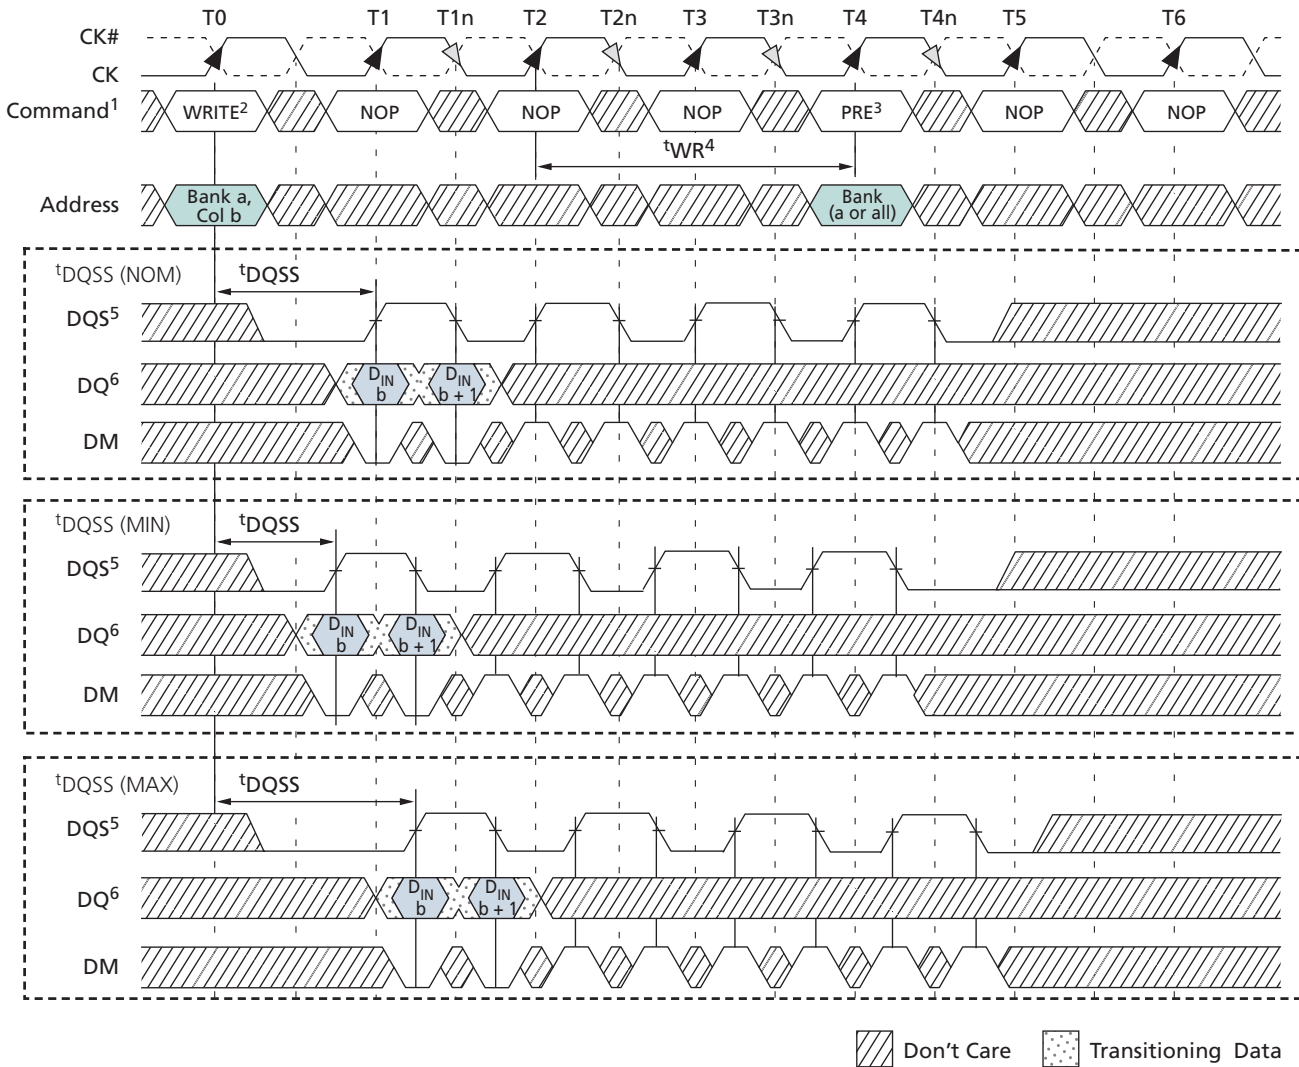 T0 T1 T1n T2 T2n T3 T3n T4 T4n T5 T6
CK#
CK
Command1 WRITE2 NOP NOP NOP PRE3 NOP NOP
tWR4
Address Bank a, Col b Bank (a or all)
tDQSS (NOM) tDQSS
DQS5
DQ6 DIN b DIN b + 1
DM
tDQSS (MIN) tDQSS
DQS5
DQ6 DIN b DIN b + 1
DM
tDQSS (MAX) tDQSS
DQS5
DQ6 DIN b DIN b + 1
DM
Don't Care Transitioning Data